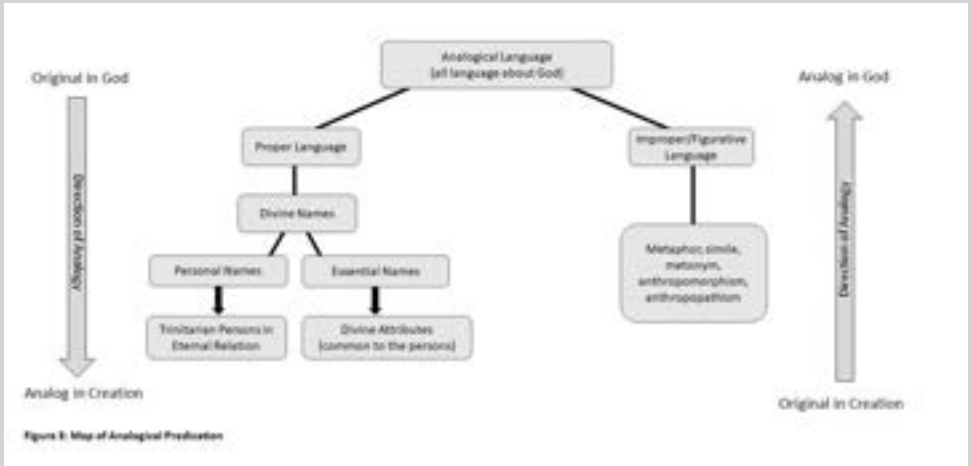 Analogical Language
(all language about God)
Original in God
Analog in God
Proper Language
Improper/Figurative
Language
Direction of Analogy
Direction of Analogy
Divine Names
Metaphor, simile,
metonym,
anthropomorphism,
anthropopathism
Personal Names
Essential Names
Trinitarian Persons in
Eternal Relation
Divine Attributes
(common to the persons)
Analog in Creation
Original in Creation
Figure 3: Map of Analogical Predication